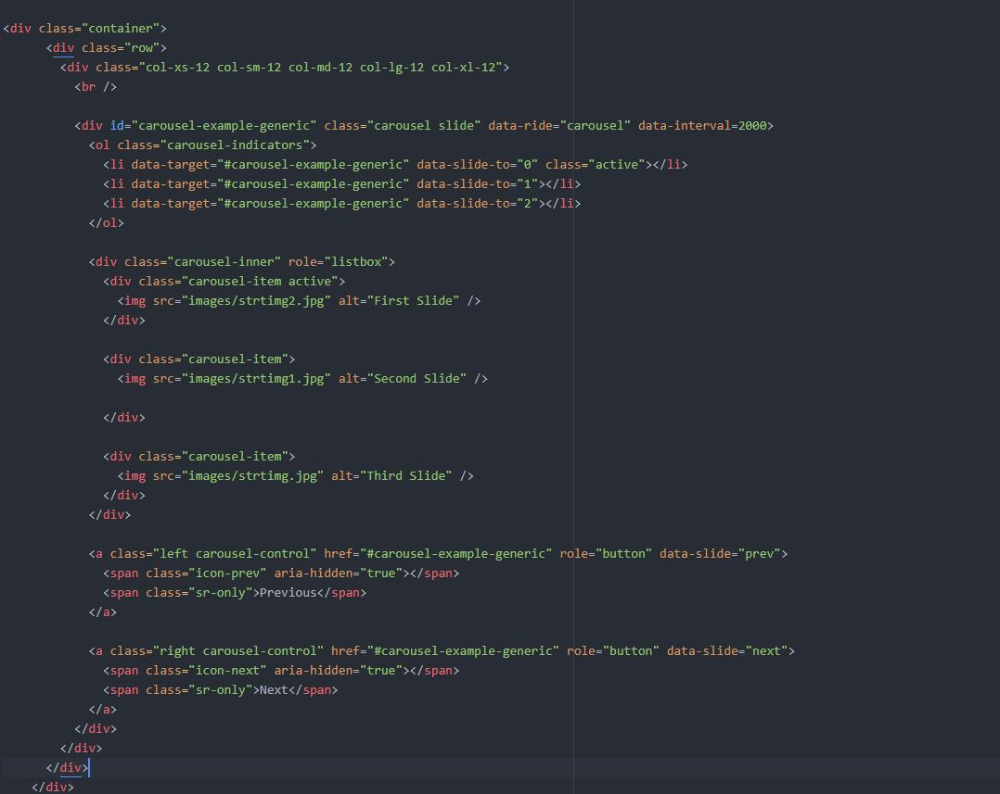 <div class="container">
<div class="row">
<div class="col-xs-12 col-sm-12 col-md-12 col-lg-12 col-xl-12">
<br />
<div id="carousel-example-generic" class="carousel slide" data-ride="carousel" data-interval=2000>
<ol class="carousel-indicators">
<li data-target="#carousel-example-generic" data-slide-to="0" class="active"></li>
<li data-target="#carousel-example-generic" data-slide-to="1"></li>
<li data-target="#carousel-example-generic" data-slide-to="2"></li>
</ol>
<div class="carousel-inner" role="listbox">
<div class="carousel-item active">
<img src="images/strtimg2.jpg" alt="First Slide" />
</div>
<div class="carousel-item">
<img src="images/strtimg1.jpg" alt="Second Slide" />
</div>
<div class="carousel-item">
<img src="images/strtimg.jpg" alt="Third Slide" />
</div>
</div>
<a class="left carousel-control" href="#carousel-example-generic" role="button" data-slide="prev">
<span class="icon-prev" aria-hidden="true"></span>
<span class="sr-only">Previous</span>
</a>
<a class="right carousel-control" href="#carousel-example-generic" role="button" data-slide="next">
<span class="icon-next" aria-hidden="true"></span>
<span class="sr-only">Next</span>
</a>
</div>
</div>
</div>
</div>